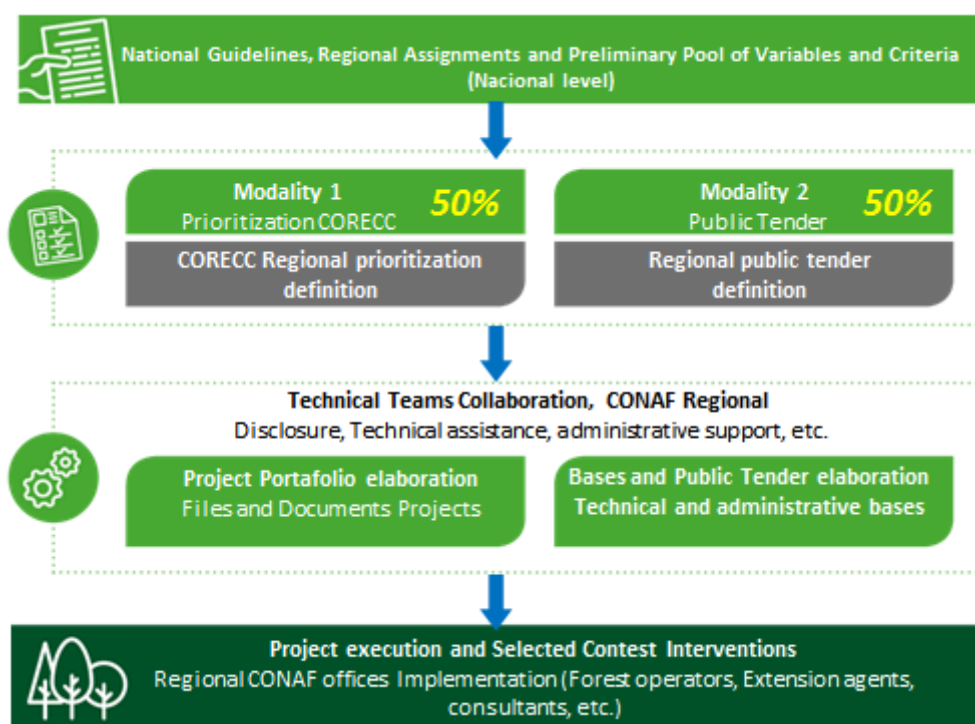 National Guidelines, Regional Assignments and Preliminary Pool of Variables and Criteria
(Nacional level)
Modality 1
Prioritization CORECC
50%
Modality 2
Public Tender
50%
CORECC Regional prioritization
definition
Regional public tender
definition
Technical Teams Collaboration, CONAF Regional
Disclosure, Technical assistance, administrative support, etc.
Project Portafolio elaboration
Files and Documents Projects
Bases and Public Tender elaboration
Technical and administrative bases
Project execution and Selected Contest Interventions
Regional CONAF offices Implementation (Forest operators, Extension agents,
consultants, etc.)